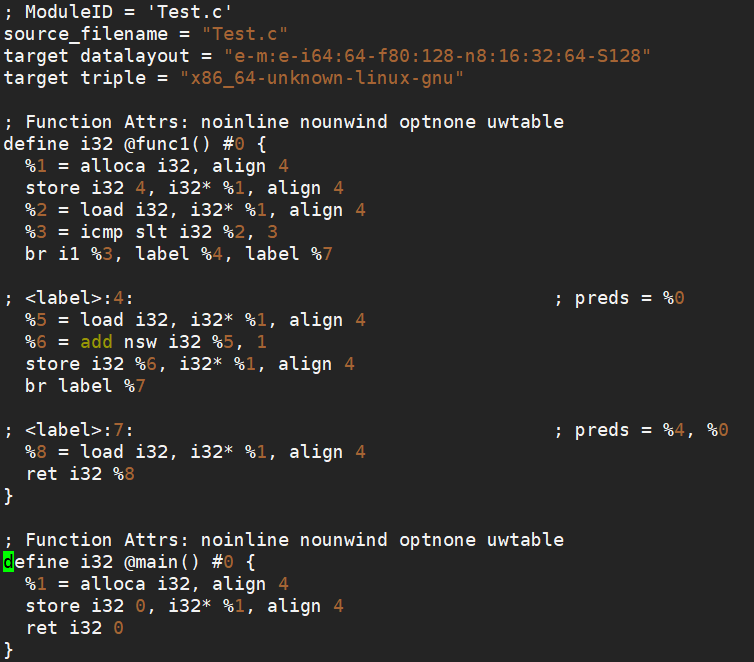 ; ModuleID = 'Test.c'
source_filename = "Test.c"
target datalayout = "e-m:e-i64:64-f80:128-n8:16:32:64-S128"
target triple = "x86_64-unknown-linux-gnu"

; Function Attrs: noinline nounwind optnone uwtable
define i32 @func1() #0 {
  %1 = alloca i32, align 4
  store i32 4, i32* %1, align 4
  %2 = load i32, i32* %1, align 4
  %3 = icmp slt i32 %2, 3
  br i1 %3, label %4, label %7

; <label>:4:                                      ; preds = %0
  %5 = load i32, i32* %1, align 4
  %6 = add nsw i32 %5, 1
  store i32 %6, i32* %1, align 4
  br label %7

; <label>:7:                                      ; preds = %4, %0
  %8 = load i32, i32* %1, align 4
  ret i32 %8
}

; Function Attrs: noinline nounwind optnone uwtable
define i32 @main() #0 {
  %1 = alloca i32, align 4
  store i32 0, i32* %1, align 4
  ret i32 0
}